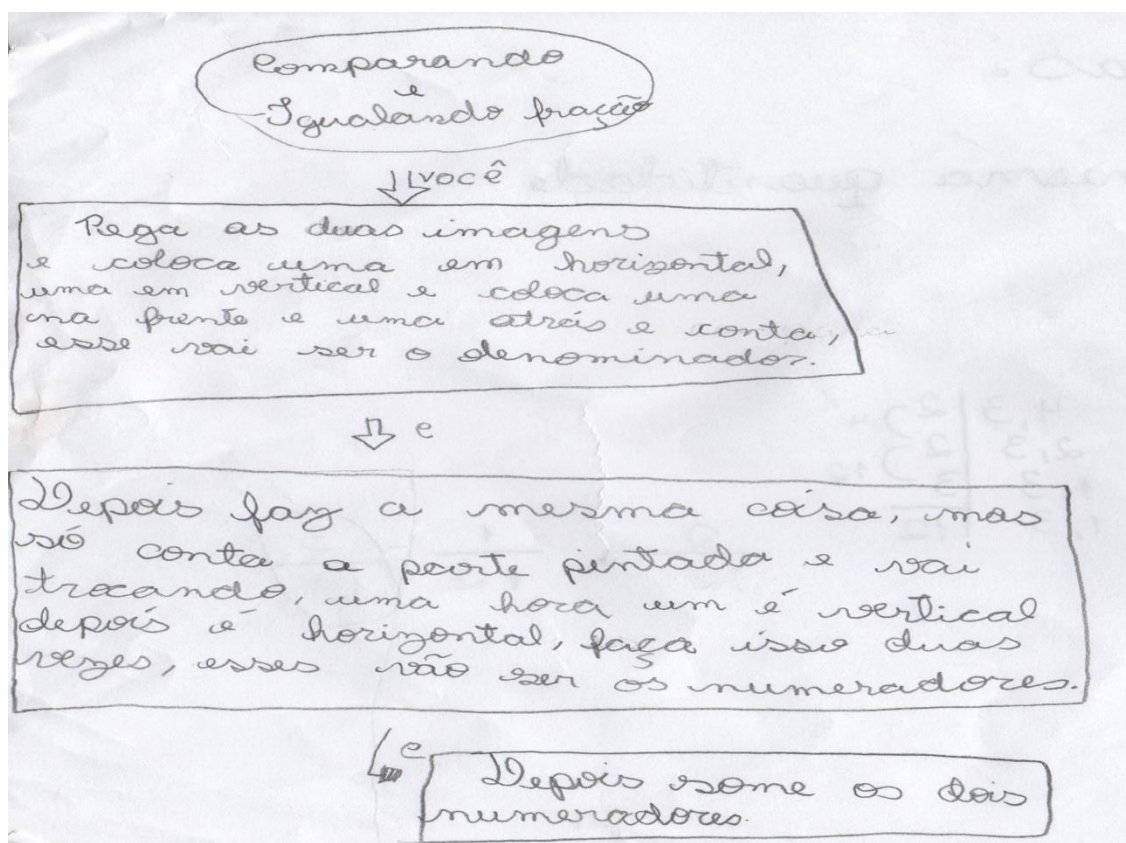 Comparando
e
Igualando fração
você
Pega as duas imagens
e coloca uma em horizontal,
uma em vertical e coloca uma
na frente e uma atrás e conta,
esse vai ser o denominador.
e
Depois faz a mesma coisa, mas
só conta a parte pintada e vai
trocando, uma hora um é vertical
depois é horizontal, faça isso duas
vezes, esses vão ser os numeradores.
e
Depois some os dois
numeradores.